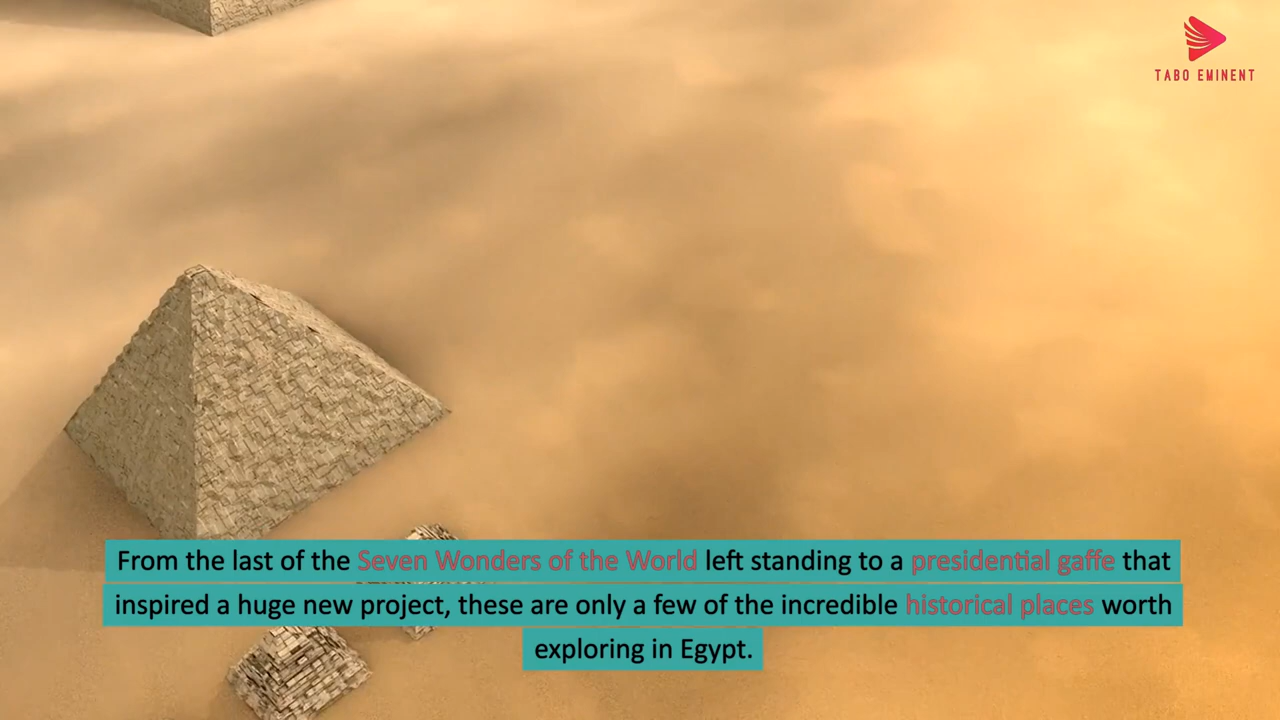 TABO EMINENT
From the last of the Seven Wonders of the World left standing to a presidential gaffe that
inspired a huge new project, these are only a few of the incredible historical places worth
exploring in Egypt.